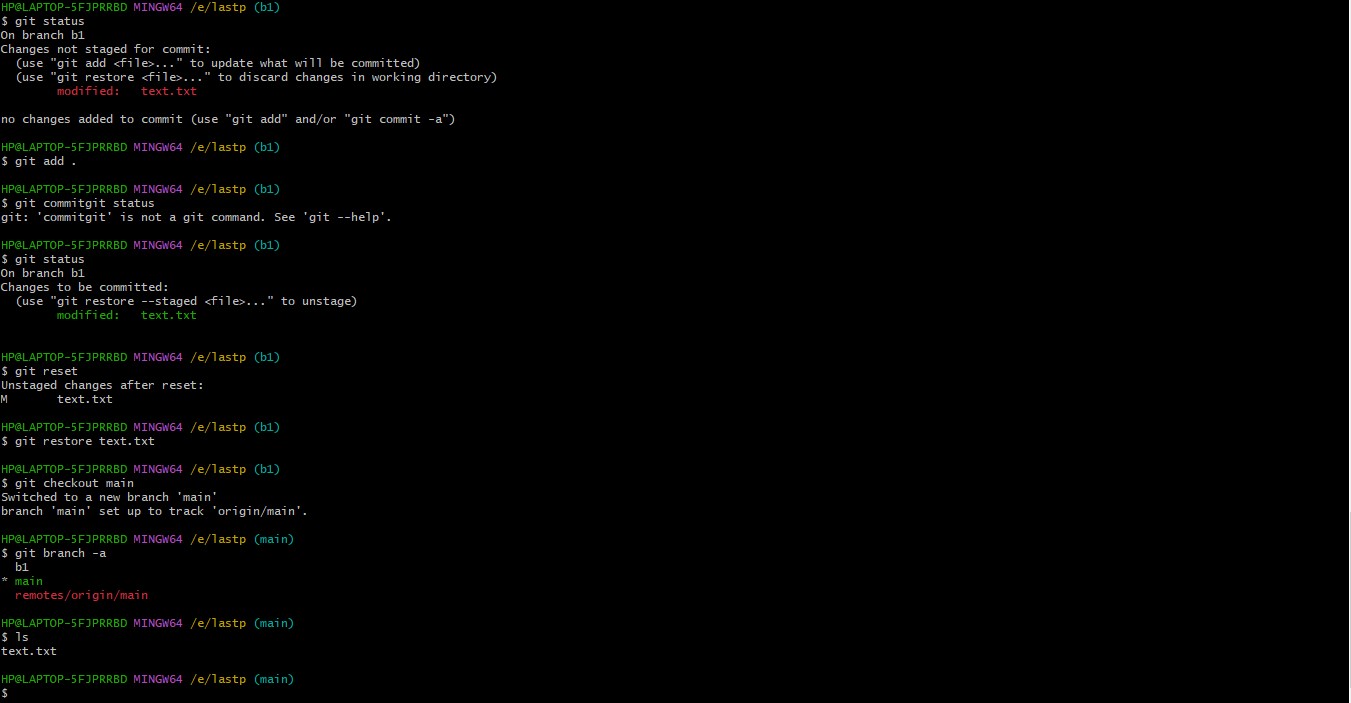 HP@LAPTOP-5FJPRRBD MINGW64 /e/lastp (b1)
$ git status
On branch b1
Changes not staged for commit:
  (use "git add <file>..." to update what will be committed)
  (use "git restore <file>..." to discard changes in working directory)
        modified:   text.txt

no changes added to commit (use "git add" and/or "git commit -a")

HP@LAPTOP-5FJPRRBD MINGW64 /e/lastp (b1)
$ git add .

HP@LAPTOP-5FJPRRBD MINGW64 /e/lastp (b1)
$ git commitgit status
git: 'commitgit' is not a git command. See 'git --help'.

HP@LAPTOP-5FJPRRBD MINGW64 /e/lastp (b1)
$ git status
On branch b1
Changes to be committed:
  (use "git restore --staged <file>..." to unstage)
        modified:   text.txt


HP@LAPTOP-5FJPRRBD MINGW64 /e/lastp (b1)
$ git reset
Unstaged changes after reset:
M       text.txt

HP@LAPTOP-5FJPRRBD MINGW64 /e/lastp (b1)
$ git restore text.txt

HP@LAPTOP-5FJPRRBD MINGW64 /e/lastp (b1)
$ git checkout main
Switched to a new branch 'main'
branch 'main' set up to track 'origin/main'.

HP@LAPTOP-5FJPRRBD MINGW64 /e/lastp (main)
$ git branch -a
  b1
* main
  remotes/origin/main

HP@LAPTOP-5FJPRRBD MINGW64 /e/lastp (main)
$ ls
text.txt

HP@LAPTOP-5FJPRRBD MINGW64 /e/lastp (main)
$